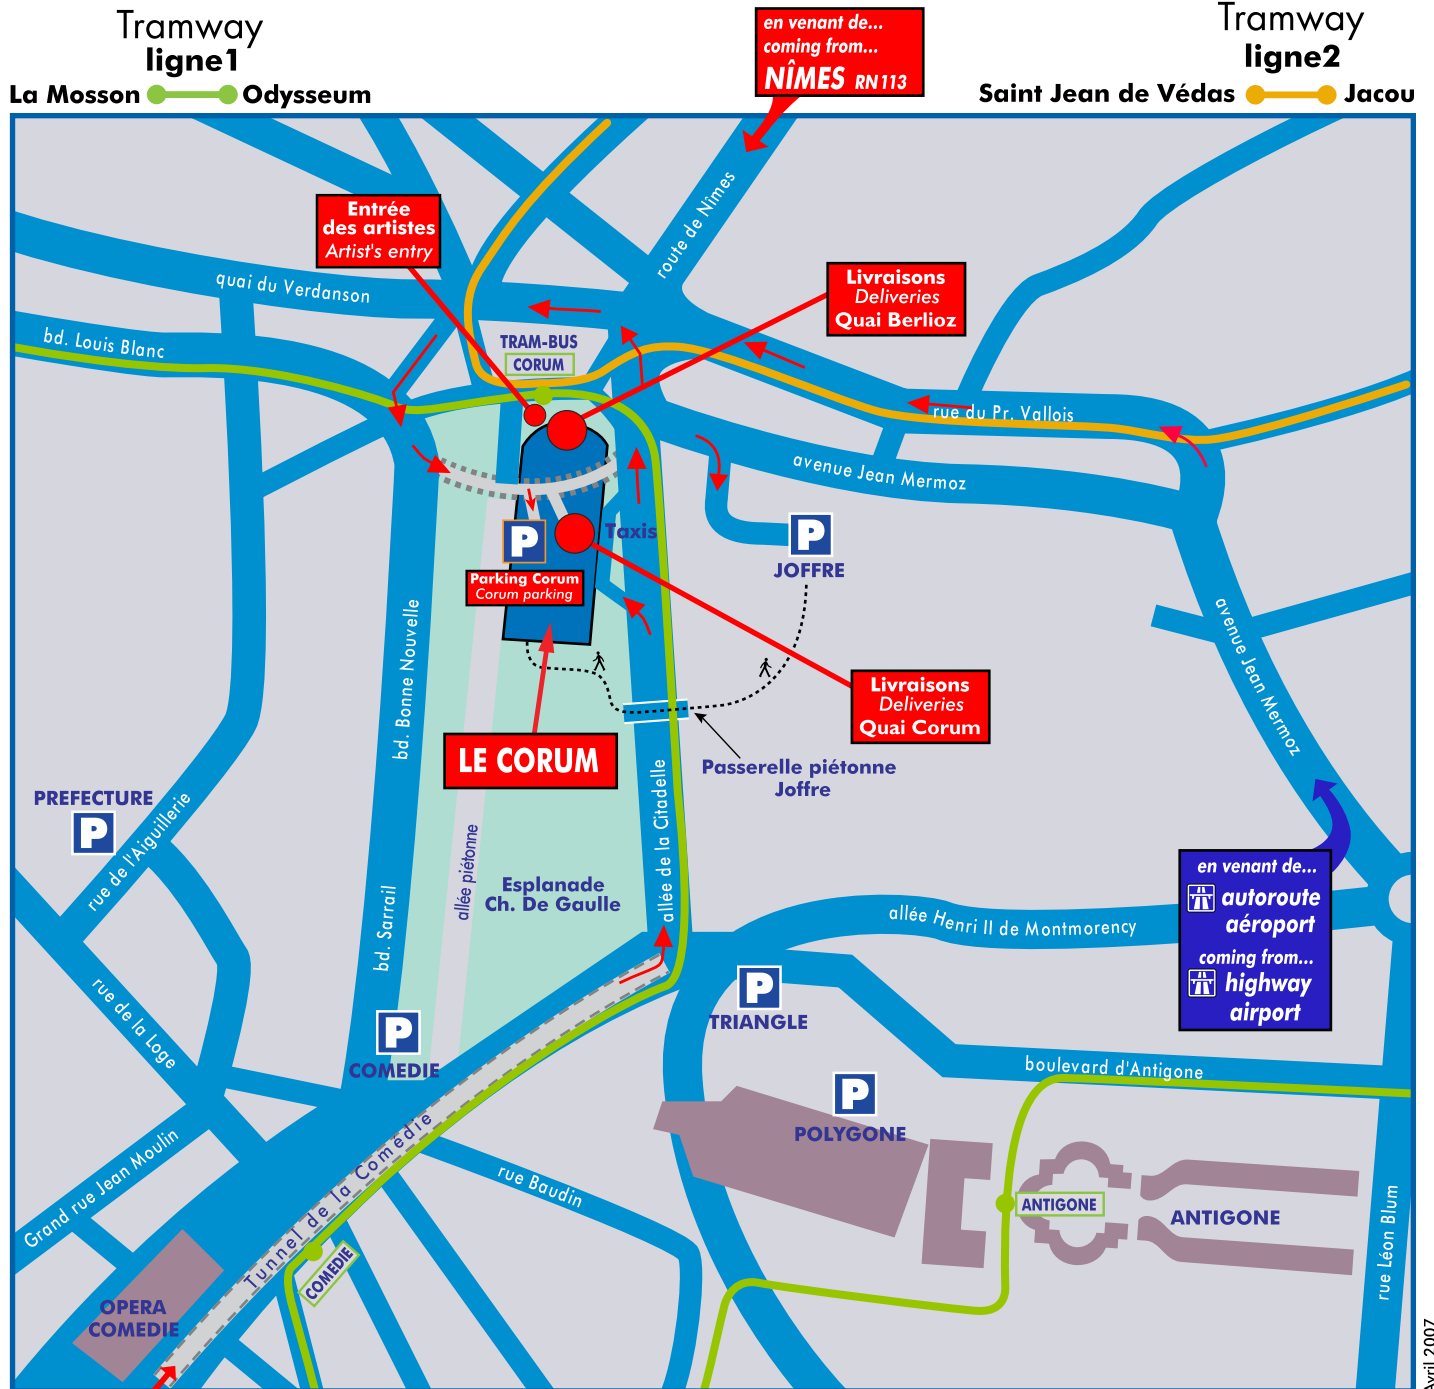 Tramway
ligne1
La Mosson
Odysseum
en venant de...
coming from...
NÎMES RN113
Tramway
ligne2
Saint Jean de Védas
Jacou
route de Nîmes
Entrée
des artistes
Artist's entry
quai du Verdanson
bd. Louis Blanc
TRAM-BUS
CORUM
Livraisons
Deliveries
Quai Berlioz
rue du Pr. Vallois
avenue Jean Mermoz
Taxis
P
Parking Corum
Corum parking
P
JOFFRE
bd. Bonne Nouvelle
avenue Jean Mermoz
Livraisons
Deliveries
Quai Corum
LE CORUM
Passerelle piétonne
Joffre
PREFECTURE
P
rue de l'Aiguillerie
allée piétonne
allée de la Citadelle
Esplanade
Ch. De Gaulle
bd. Sarrail
en venant de...
autoroute
aéroport
coming from...
highway
airport
allée Henri II de Montmorency
rue de la Loge
P
TRIANGLE
P
COMEDIE
boulevard d'Antigone
P
POLYGONE
Tunnel de la Comédie
rue Baudin
Grand rue Jean Moulin
ANTIGONE
ANTIGONE
rue Léon Blum
COMEDIE
OPERA
COMEDIE
Avril 2007